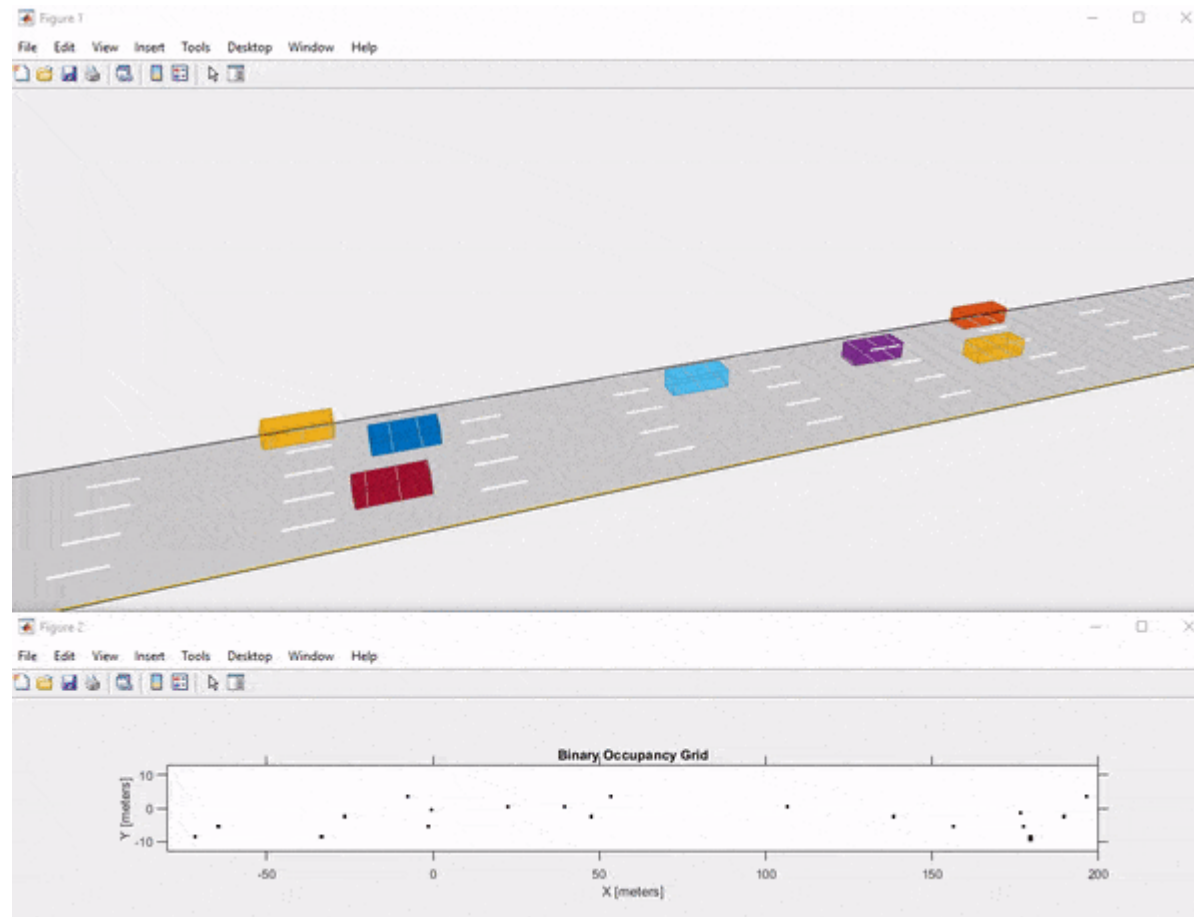 Figure 1
File Edit View Insert Tools Desktop Window Help
Figure 2
File Edit View Insert Tools Desktop Window Help
Binary Occupancy Grid
10
0
-10
Y [meters]
-50 0 50 100 150 200
X [meters]